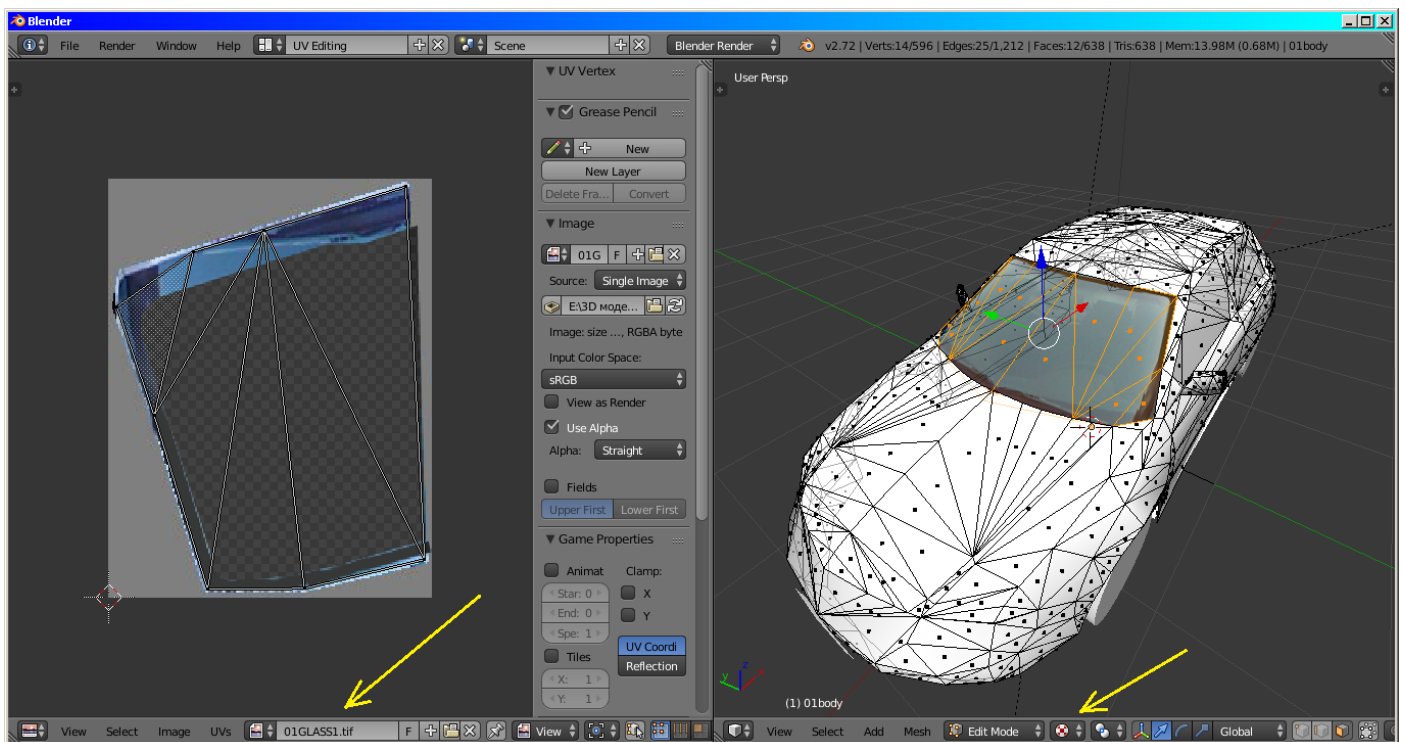 Blender
File Render Window Help UV Editing Scene Blender Render v2.72 | Verts:14/596 | Edges:25/1,212 | Faces:12/638 | Tris:638 | Mem:13.98M (0.68M) | 01body
UV Vertex
Grease Pencil
New
New Layer
Delete Fra... Convert
Image
01G F
Source: Single Image
E:\3D моде...
Image: size ..., RGBA byte
Input Color Space:
sRGB
View as Render
Use Alpha
Alpha: Straight
Fields
Upper First Lower First
Game Properties
Animat Clamp:
Star: 0 X
End: 0 Y
Spe: 1
UV Coordi
Tiles Reflection
X: 1
Y: 1
User Persp
z
y x
(1) 01body
View Select Image UVs 01GLASS1.tif F View
View Select Add Mesh Edit Mode Global